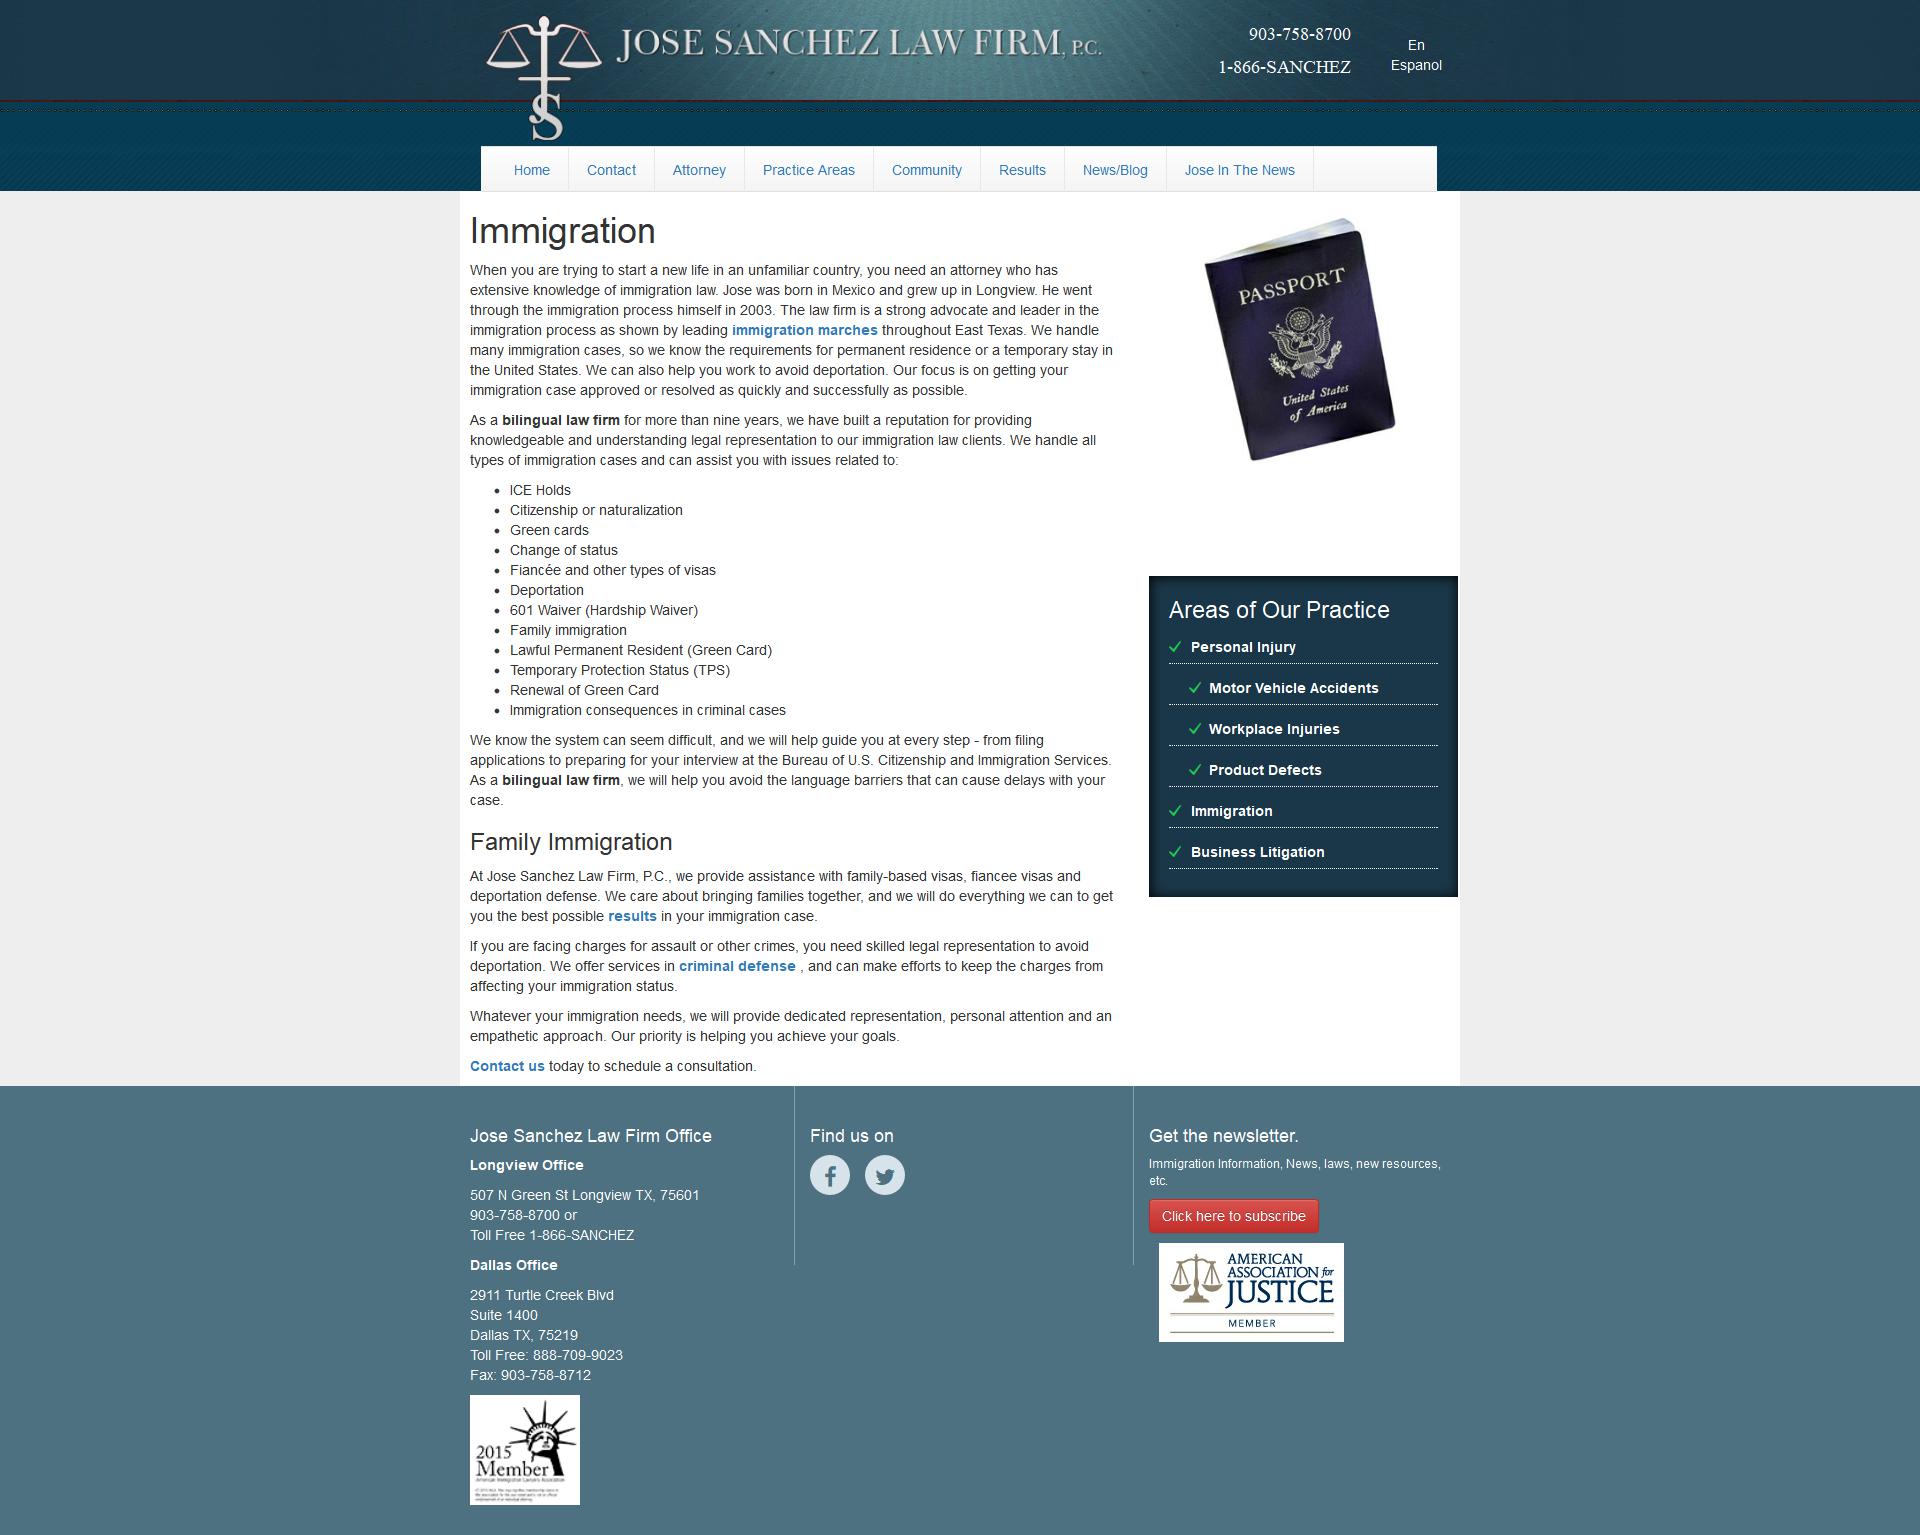 JOSE SANCHEZ LAW FIRM, P.C.
903-758-8700
1-866-SANCHEZ
En
Espanol
JS
Home
Contact
Attorney
Practice Areas
Community
Results
News/Blog
Jose In The News
Immigration
When you are trying to start a new life in an unfamiliar country, you need an attorney who has
extensive knowledge of immigration law. Jose was born in Mexico and grew up in Longview. He went
through the immigration process himself in 2003. The law firm is a strong advocate and leader in the
immigration process as shown by leading immigration marches throughout East Texas. We handle
many immigration cases, so we know the requirements for permanent residence or a temporary stay in
the United States. We can also help you work to avoid deportation. Our focus is on getting your
immigration case approved or resolved as quickly and successfully as possible.
As a bilingual law firm for more than nine years, we have built a reputation for providing
knowledgeable and understanding legal representation to our immigration law clients. We handle all
types of immigration cases and can assist you with issues related to:
ICE Holds
Citizenship or naturalization
Green cards
Change of status
Fiancée and other types of visas
Deportation
601 Waiver (Hardship Waiver)
Family immigration
Lawful Permanent Resident (Green Card)
Temporary Protection Status (TPS)
Renewal of Green Card
Immigration consequences in criminal cases
We know the system can seem difficult, and we will help guide you at every step - from filing
applications to preparing for your interview at the Bureau of U.S. Citizenship and Immigration Services.
As a bilingual law firm, we will help you avoid the language barriers that can cause delays with your
case.
Family Immigration
At Jose Sanchez Law Firm, P.C., we provide assistance with family-based visas, fiancee visas and
deportation defense. We care about bringing families together, and we will do everything we can to get
you the best possible results in your immigration case.
If you are facing charges for assault or other crimes, you need skilled legal representation to avoid
deportation. We offer services in criminal defense , and can make efforts to keep the charges from
affecting your immigration status.
Whatever your immigration needs, we will provide dedicated representation, personal attention and an
empathetic approach. Our priority is helping you achieve your goals.
Contact us today to schedule a consultation.
PASSPORT
United States
of America
Areas of Our Practice
Personal Injury
Motor Vehicle Accidents
Workplace Injuries
Product Defects
Immigration
Business Litigation
Jose Sanchez Law Firm Office
Longview Office
507 N Green St Longview TX, 75601
903-758-8700 or
Toll Free 1-866-SANCHEZ
Dallas Office
2911 Turtle Creek Blvd
Suite 1400
Dallas TX, 75219
Toll Free: 888-709-9023
Fax: 903-758-8712
2015
Member
American Immigration Lawyers Association
Find us on
Get the newsletter.
Immigration Information, News, laws, new resources,
etc.
Click here to subscribe
AMERICAN
ASSOCIATION for
JUSTICE
MEMBER